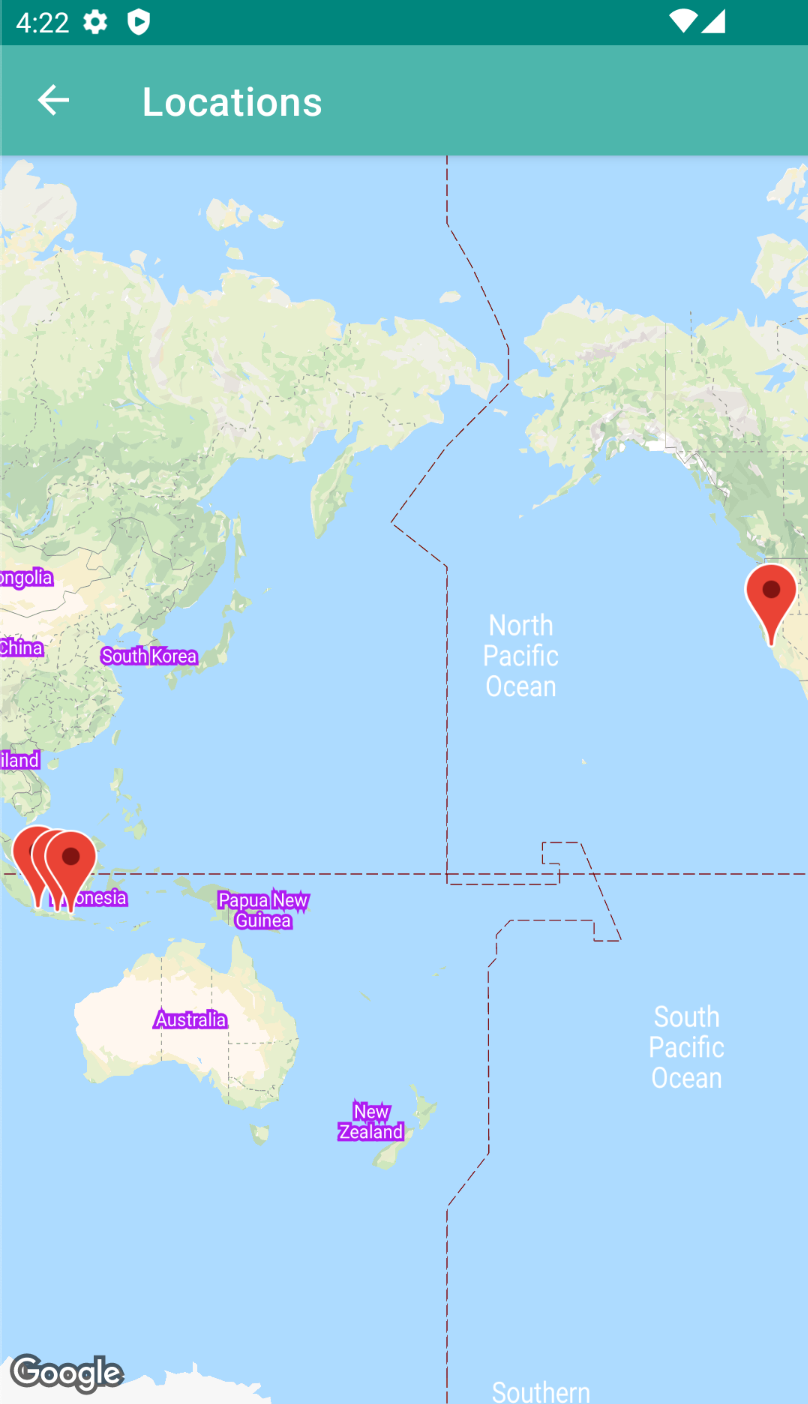 4:22
Locations
North
Pacific
Ocean
ongolia
China
South Korea
iland
onesia
Papua New
Guinea
Australia
South
Pacific
Ocean
New
Zealand
Google
Southern